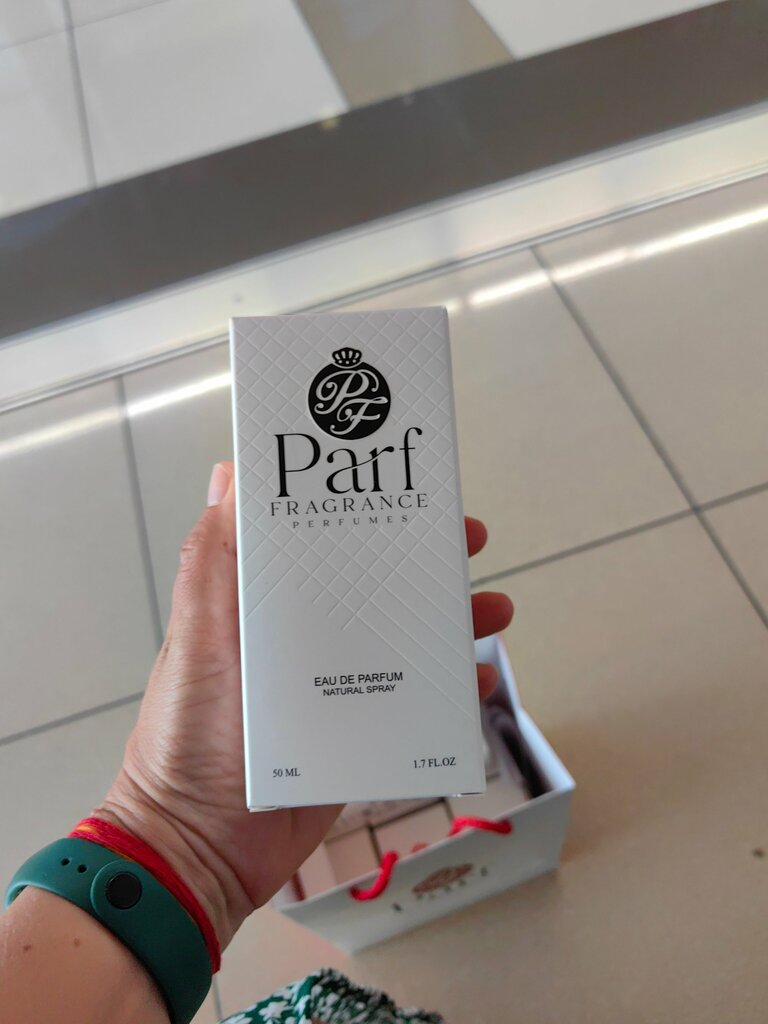 PF
Parf
FRAGRANCE
PERFUMES
EAU DE PARFUM
NATURAL SPRAY
50 ML
1.7 FL.OZ